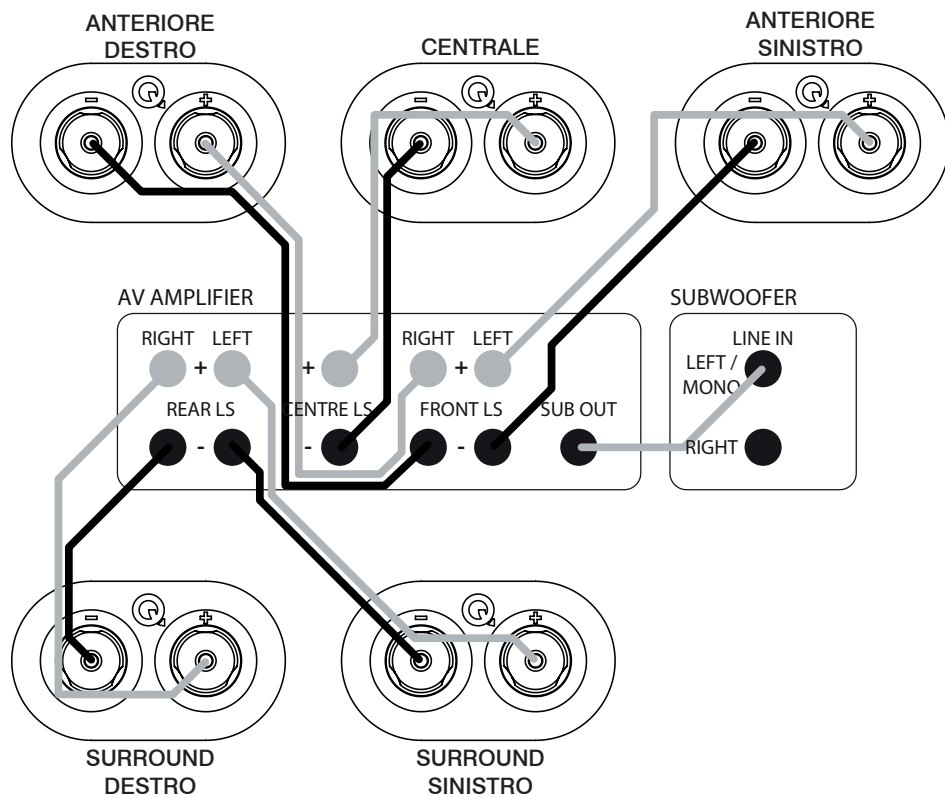 ANTERIORE
DESTRO
CENTRALE
ANTERIORE
SINISTRO
- +
- +
- +
AV AMPLIFIER
RIGHT LEFT
+
+
RIGHT LEFT
+
REAR LS
CENTRE LS
FRONT LS
SUB OUT
-
-
-
SUBWOOFER
LINE IN
LEFT /
MONO
RIGHT
- +
- +
SURROUND
DESTRO
SURROUND
SINISTRO